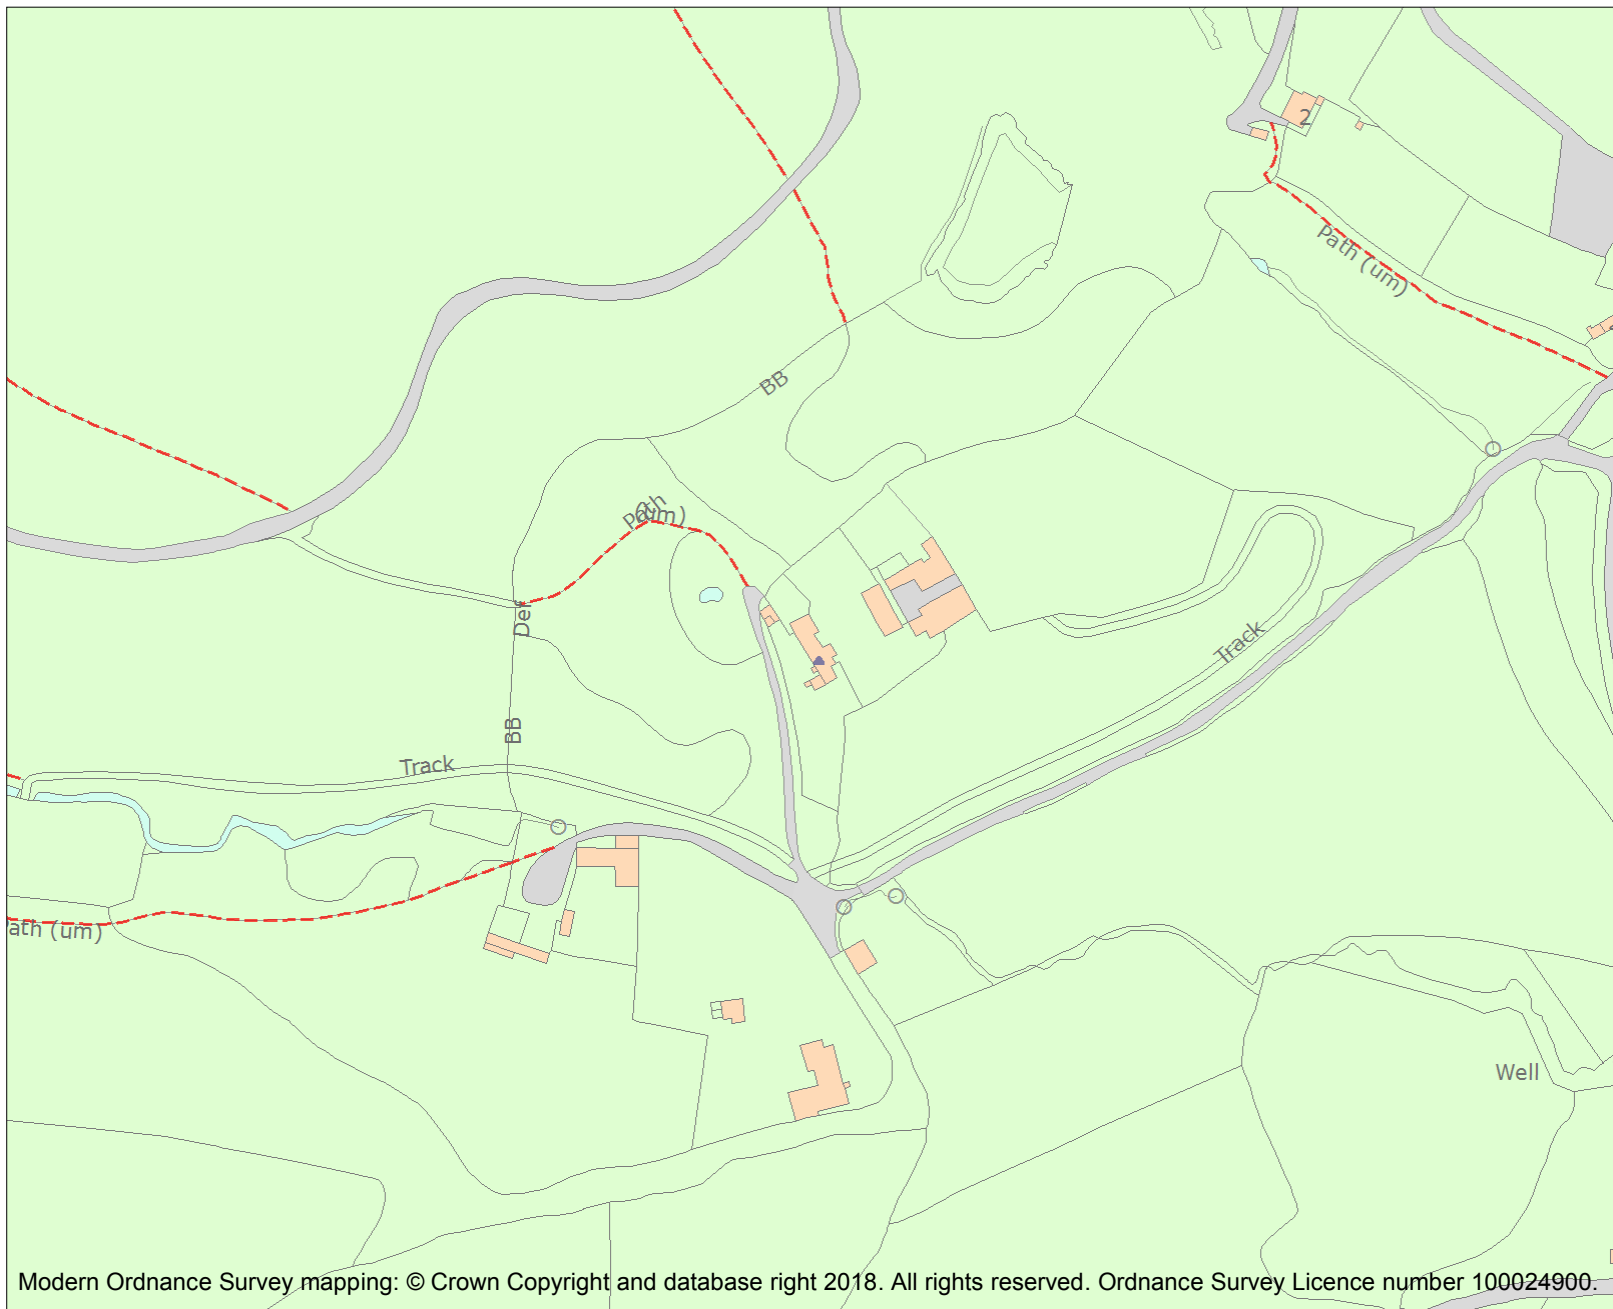 2
Path (um)
BB
Path
(um)
Def
Track
BB
Track
ath (um)
Well
Modern Ordnance Survey mapping: © Crown Copyright and database right 2018. All rights reserved. Ordnance Survey Licence number 100024900.